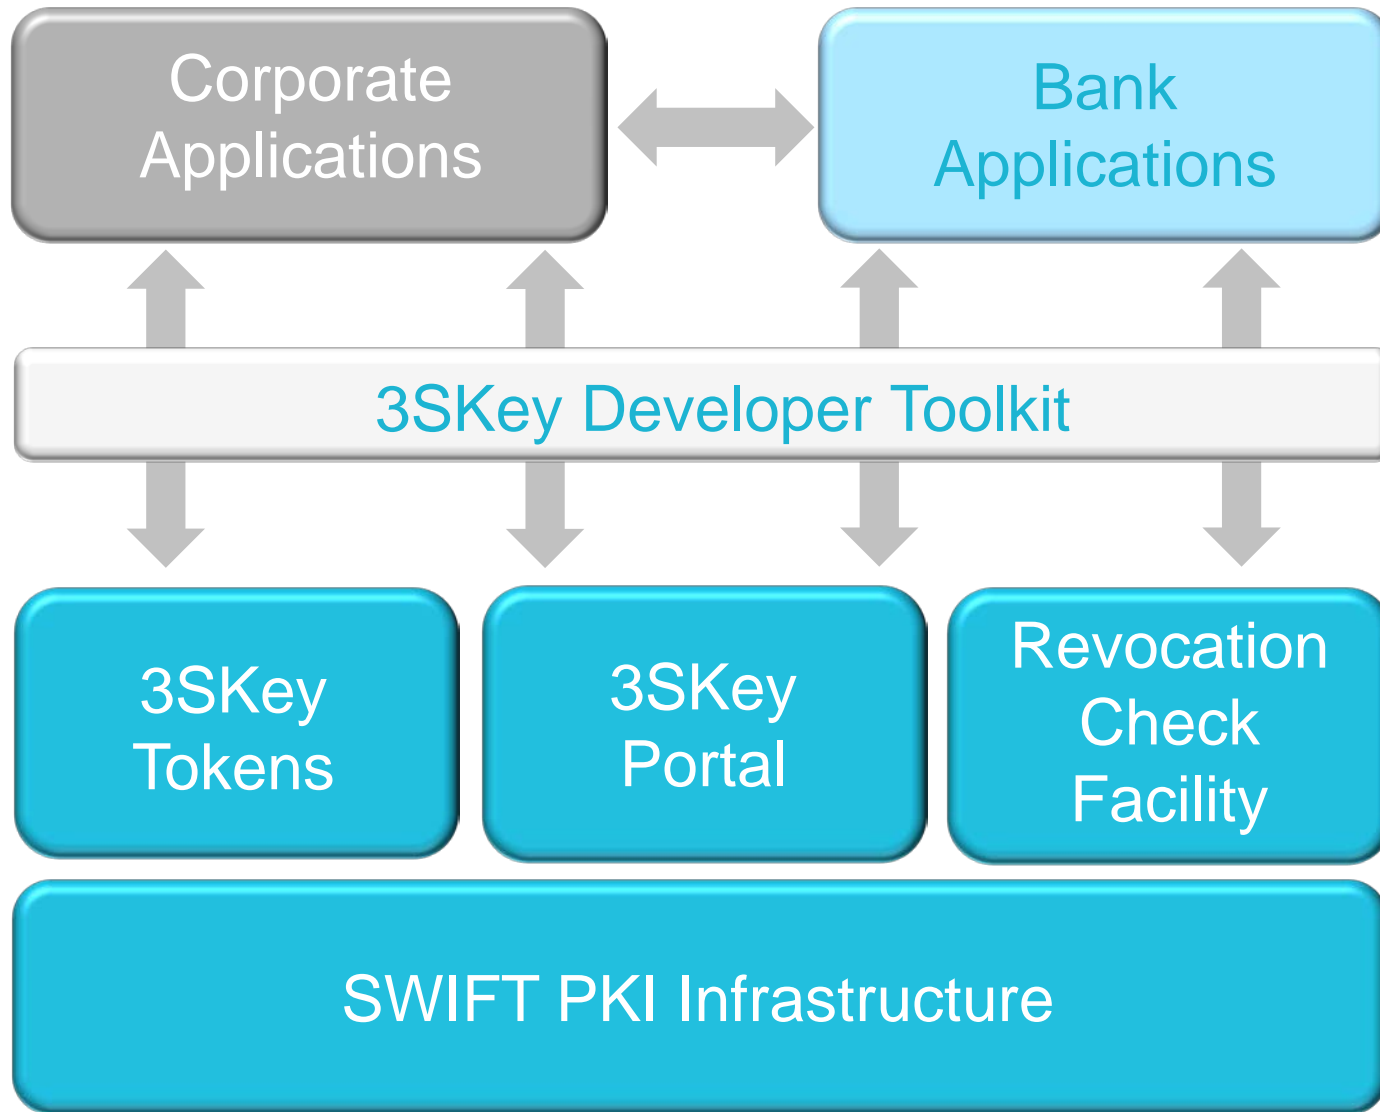 Corporate
Applications
Bank
Applications
3SKey Developer Toolkit
3SKey
Tokens
3SKey
Portal
Revocation
Check
Facility
SWIFT PKI Infrastructure